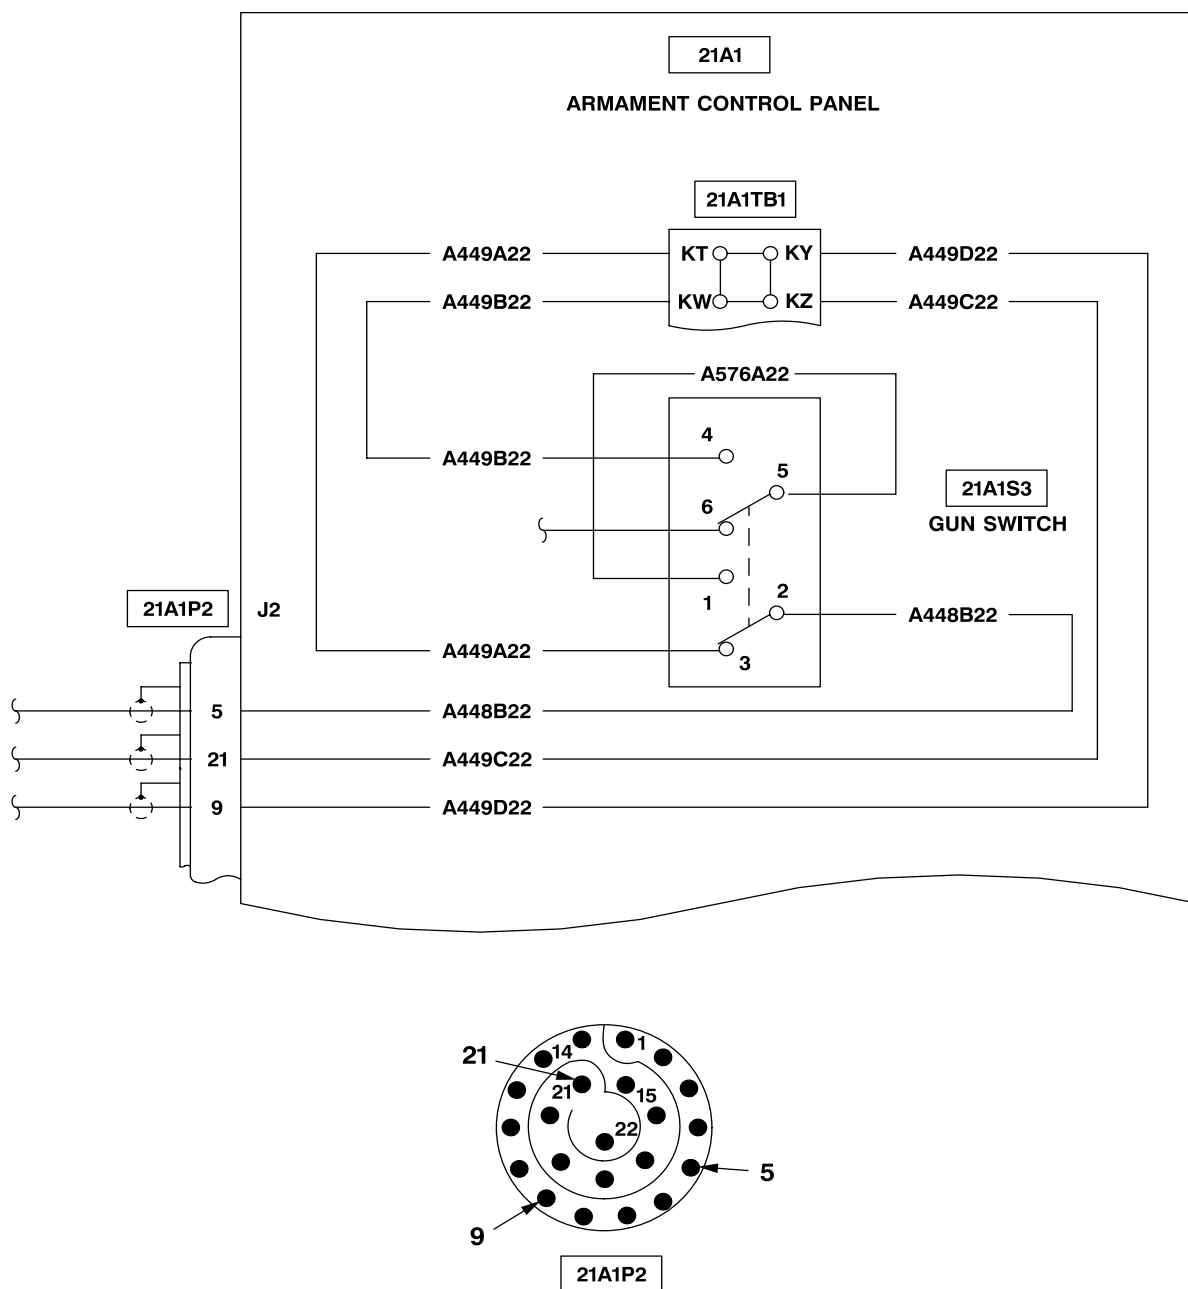 21A1
ARMAMENT CONTROL PANEL
21A1TB1
A449A22 KT KY A449D22
A449B22 KW KZ A449C22
A576A22
4
A449B22
5
21A1S3
6
GUN SWITCH
21A1P2 J2
1
2
A448B22
A449A22
3
5 A448B22
21 A449C22
9 A449D22
14 1
21
21 15
22
5
9
21A1P2